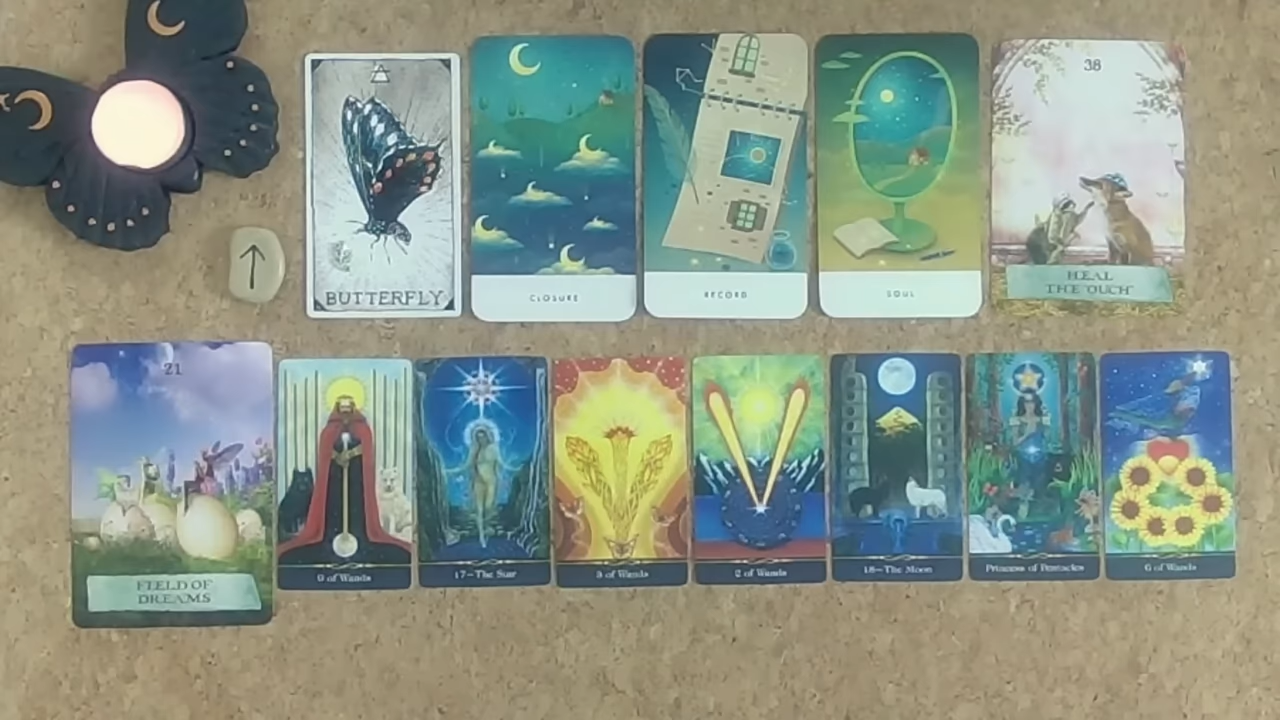 38
BUTTERFLY
CLOSURE
RECORD
SOUL
HEAL
THE "OUCH"
21
FIELD OF
DREAMS
9 of Wands
17-The Star
3 of Wands
2 of Wands
18-The Moon
Princess of Pentacles
6 of Wands